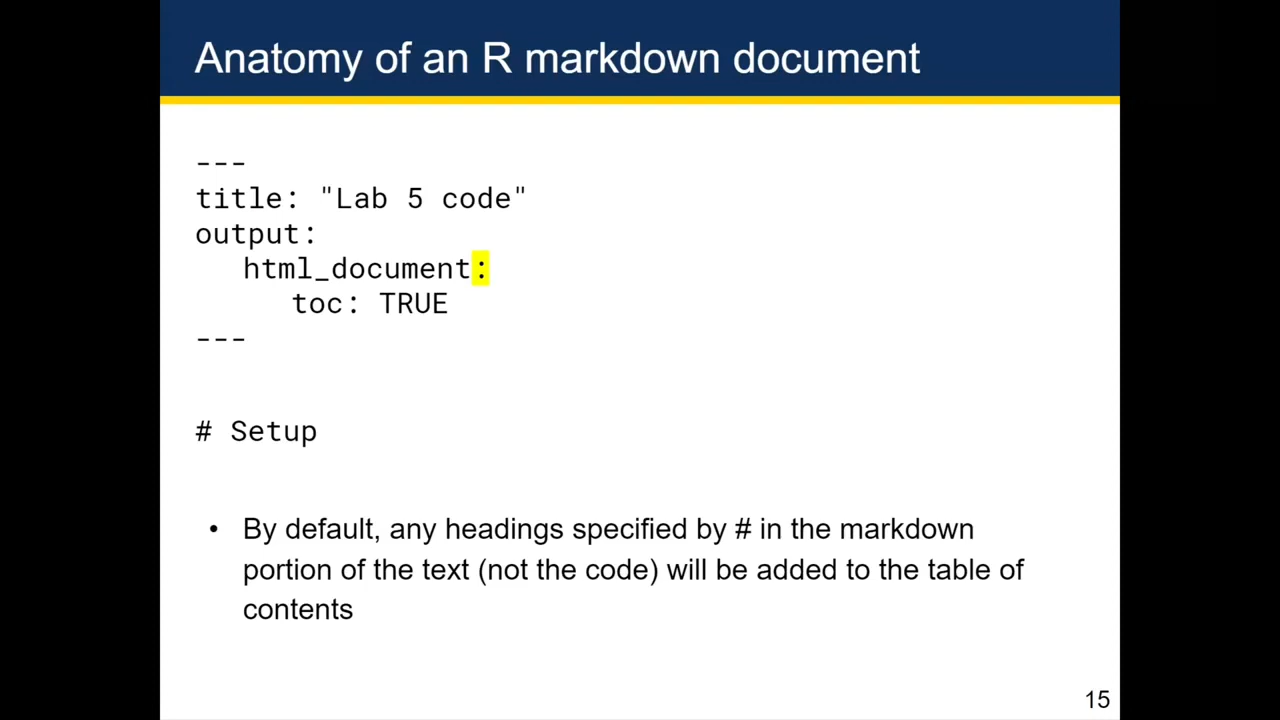 Anatomy of an R markdown document
---
title: "Lab 5 code"
output:
html_document:
toc: TRUE
---
# Setup
• By default, any headings specified by # in the markdown
portion of the text (not the code) will be added to the table of
contents
15